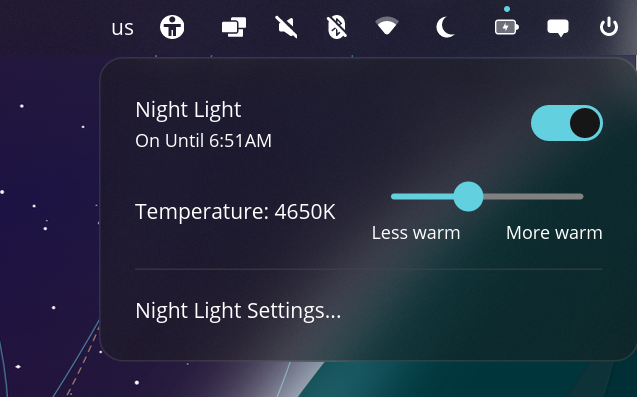 us
Night Light
On Until 6:51AM
Temperature: 4650K
Less warm More warm
Night Light Settings...